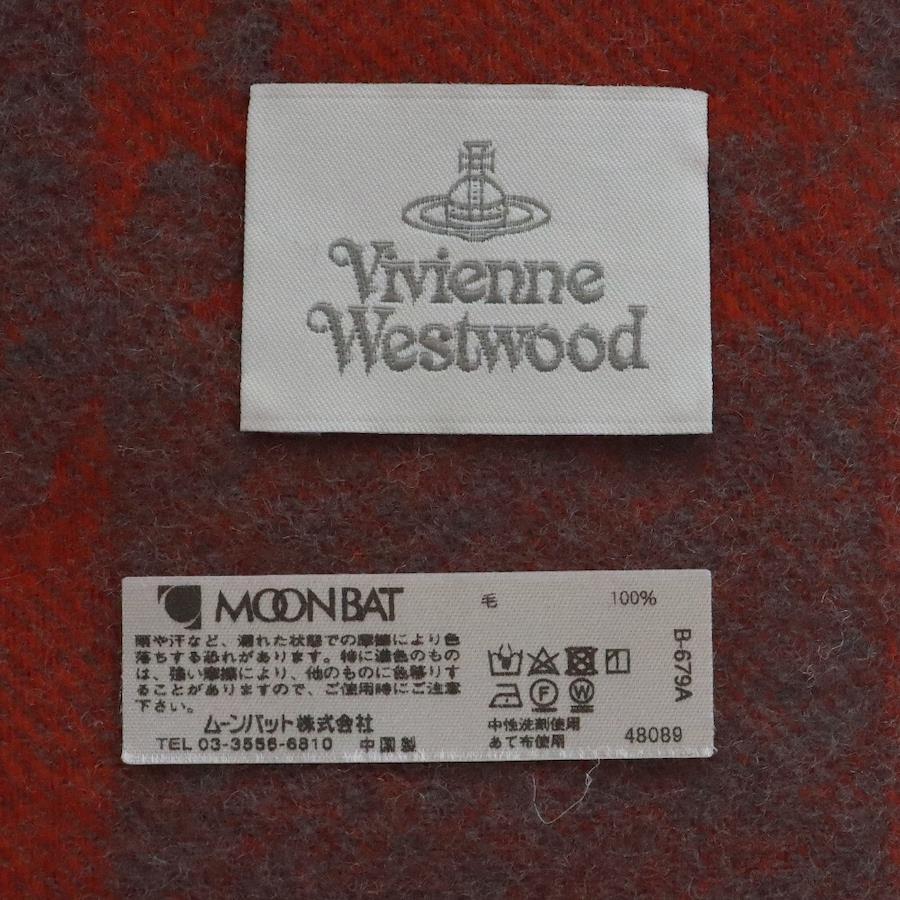 Vivienne
Westwood
MOONBAT
雨や汗など、濡れた状態での摩擦により色
落ちする恐れがあります。特に濃色のもの
は、強い摩擦により、他のものに色移りす
ることがありますので、ご使用時にご注意
下さい。
ムーンバット株式会社
TEL 03-3556-6810 中国製
毛 100%
F
W
中性洗剤使用
あて布使用
48089
B-679A